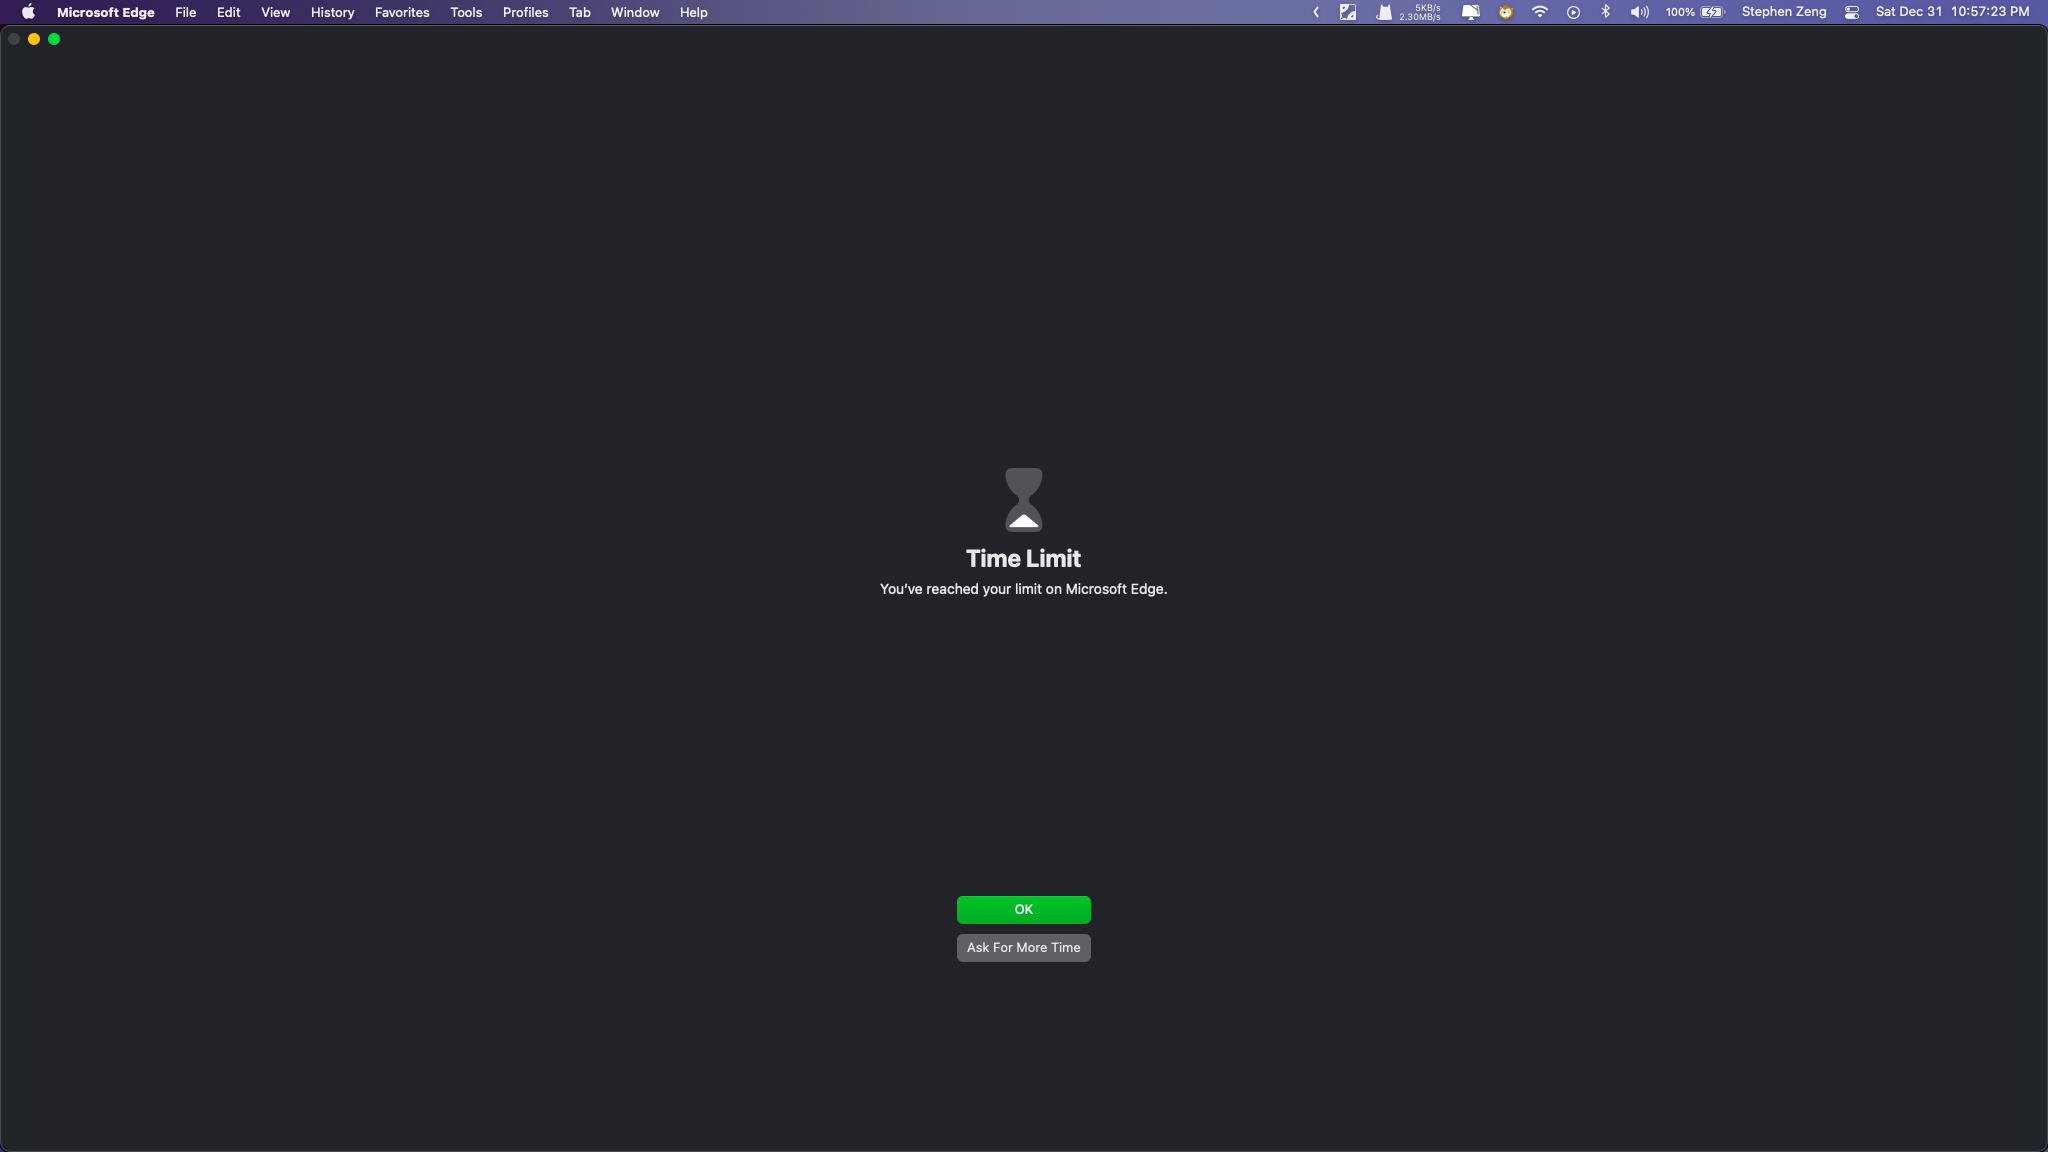 Microsoft Edge File Edit View History Favorites Tools Profiles Tab Window Help 5KB/s 2.30MB/s 100% Stephen Zeng Sat Dec 31 10:57:23 PM
Time Limit
You’ve reached your limit on Microsoft Edge.
OK
Ask For More Time